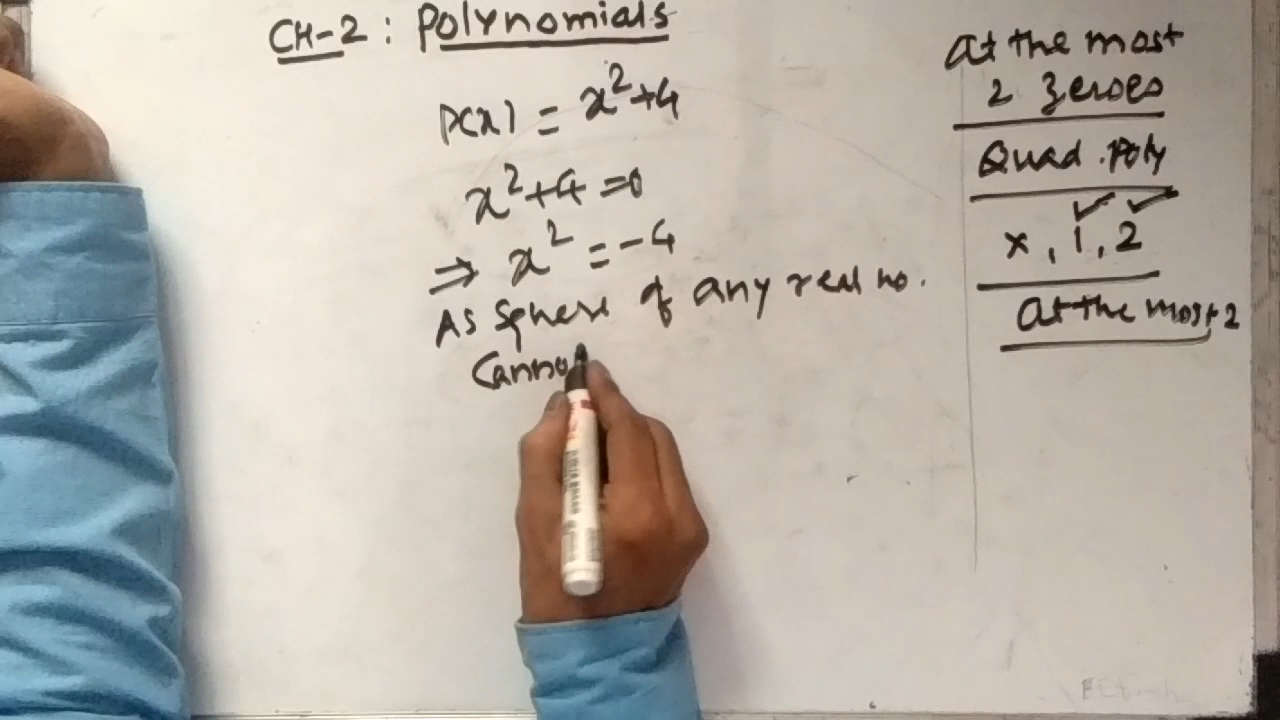 CH-2 : Polynomials
P(x) = x²+4
x²+4 =0
⇒ x² = -4
As sphere of any real no.
Canno
at the most
2 zeroes
Quad. Poly
✓ ✓
×, 1, 2
at the most 2